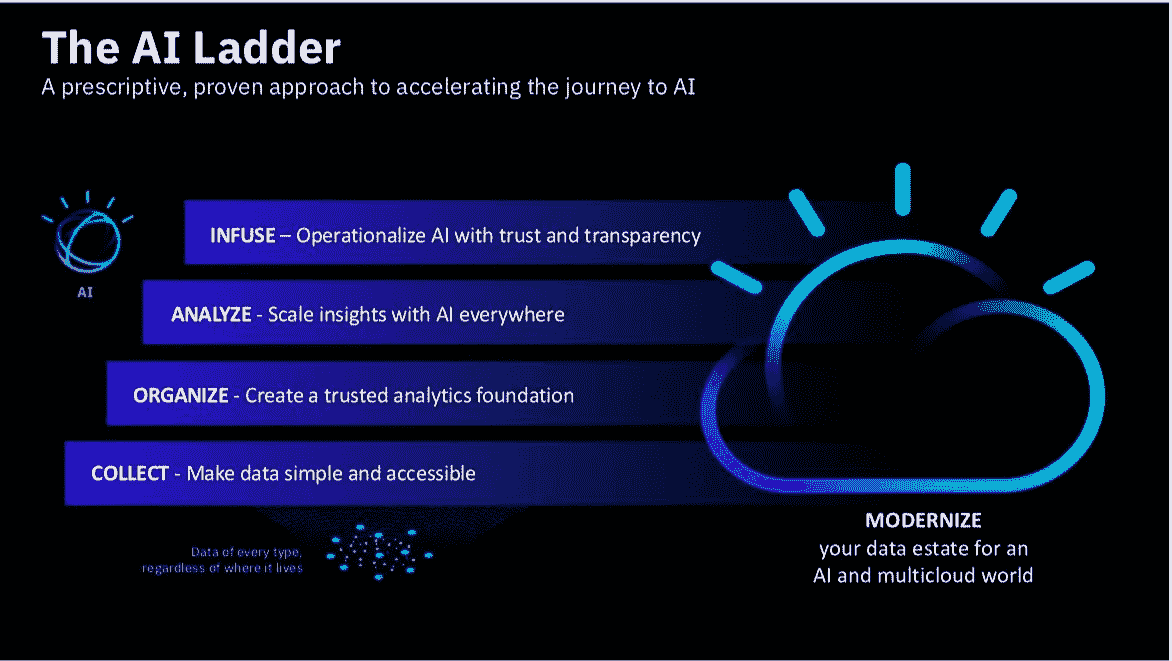 The AI Ladder
A prescriptive, proven approach to accelerating the journey to AI
AI
INFUSE – Operationalize AI with trust and transparency
ANALYZE - Scale insights with AI everywhere
ORGANIZE - Create a trusted analytics foundation
COLLECT - Make data simple and accessible
Data of every type,
regardless of where it lives
MODERNIZE
your data estate for an
AI and multicloud world